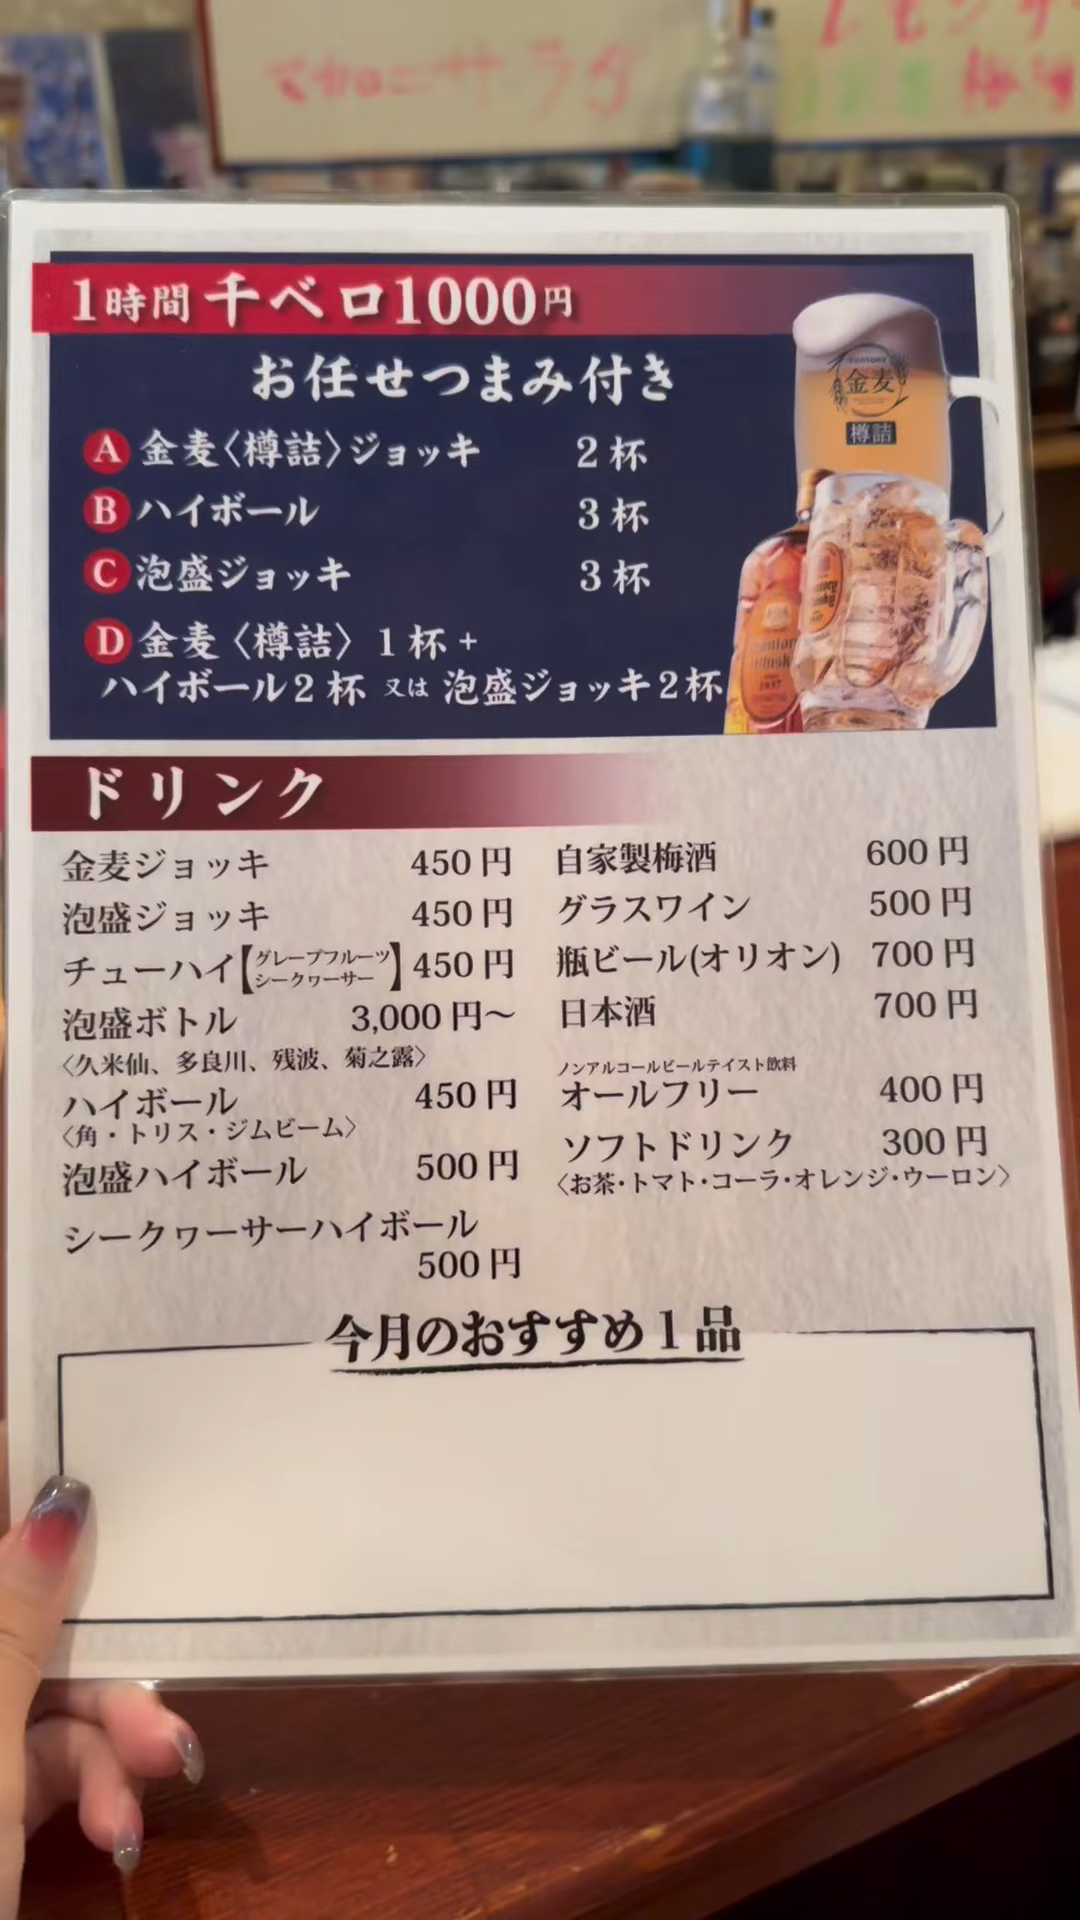 マカロニサラダ
1時間 千べロ1000円
お任せつまみ付き
A 金麦〈樽詰〉ジョッキ 2杯
B ハイボール 3杯
C 泡盛ジョッキ 3杯
D 金麦〈樽詰〉1杯+
ハイボール2杯 又は 泡盛ジョッキ2杯
SUNTORY
金麦
樽詰
ドリンク
金麦ジョッキ 450円
泡盛ジョッキ 450円
チューハイ【グレープフルーツ
シークヮーサー】450円
泡盛ボトル 3,000円〜
〈久米仙、多良川、残波、菊之露〉
ハイボール 450円
〈角・トリス・ジムビーム〉
泡盛ハイボール 500円
シークヮーサーハイボール
500円
自家製梅酒 600円
グラスワイン 500円
瓶ビール(オリオン) 700円
日本酒 700円
ノンアルコールビールテイスト飲料
オールフリー 400円
ソフトドリンク 300円
〈お茶・トマト・コーラ・オレンジ・ウーロン〉
今月のおすすめ1品